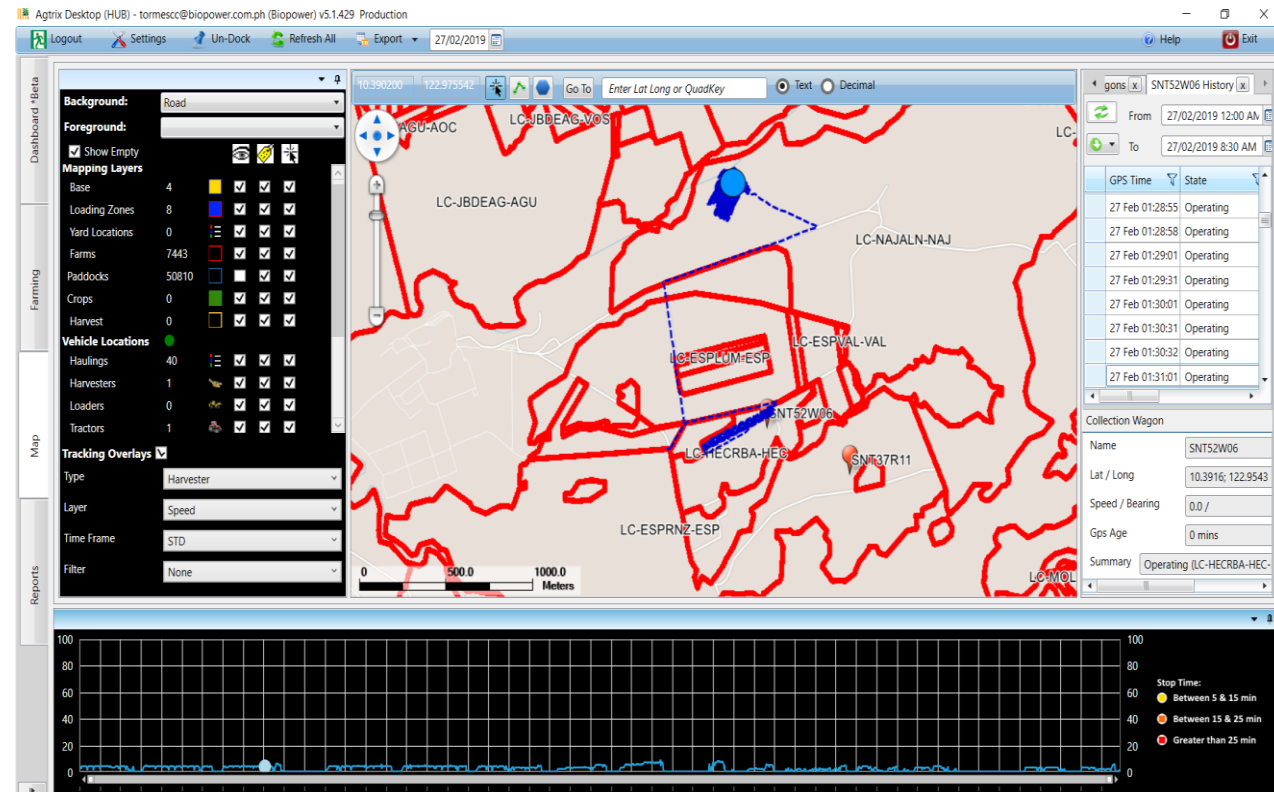 Agtrix Desktop (HUB) - tormescc@biopower.com.ph (Biopower) v5.1.429 Production
Logout Settings Un-Dock Refresh All Export 27/02/2019 Help Exit
Dashboard *Beta
Farming
Map
Reports
Background: Road
Foreground:
Show Empty
Mapping Layers
Base 4
Loading Zones 8
Yard Locations 0
Farms 7443
Paddocks 50810
Crops 0
Harvest 0
Vehicle Locations
Haulings 40
Harvesters 1
Loaders 0
Tractors 1
Tracking Overlays
Type Harvester
Layer Speed
Time Frame STD
Filter None
10.390200 122.975542 Go To Enter Lat Long or QuadKey Text Decimal
AGU-AOC
LC-JBDEAG-VOS
LC-
LC-JBDEAG-AGU
LC-NAJALN-NAJ
LC-ESPVAL-VAL
LC-ESPLUM-ESP
SNT52W06
LC-HECRBA-HEC
SNT37R11
LC-ESPRNZ-ESP
LC-MOL
0 500.0 1000.0
Meters
gons x SNT52W06 History x
From 27/02/2019 12:00 AM
To 27/02/2019 8:30 AM
GPS Time State
27 Feb 01:28:55 Operating
27 Feb 01:28:58 Operating
27 Feb 01:29:01 Operating
27 Feb 01:29:31 Operating
27 Feb 01:30:01 Operating
27 Feb 01:30:31 Operating
27 Feb 01:30:32 Operating
27 Feb 01:31:01 Operating
Collection Wagon
Name SNT52W06
Lat / Long 10.3916; 122.9543
Speed / Bearing 0.0 /
Gps Age 0 mins
Summary Operating (LC-HECRBA-HEC-
100 100
80 80
60 60
40 40
20 20
0 0
Stop Time:
Between 5 & 15 min
Between 15 & 25 min
Greater than 25 min